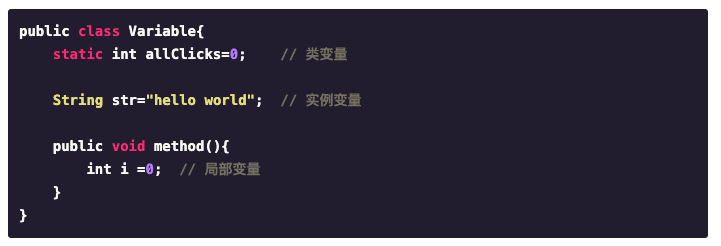 public class Variable{
    static int allClicks=0;    // 类变量

    String str="hello world";  // 实例变量

    public void method(){
        int i =0;  // 局部变量
    }
}